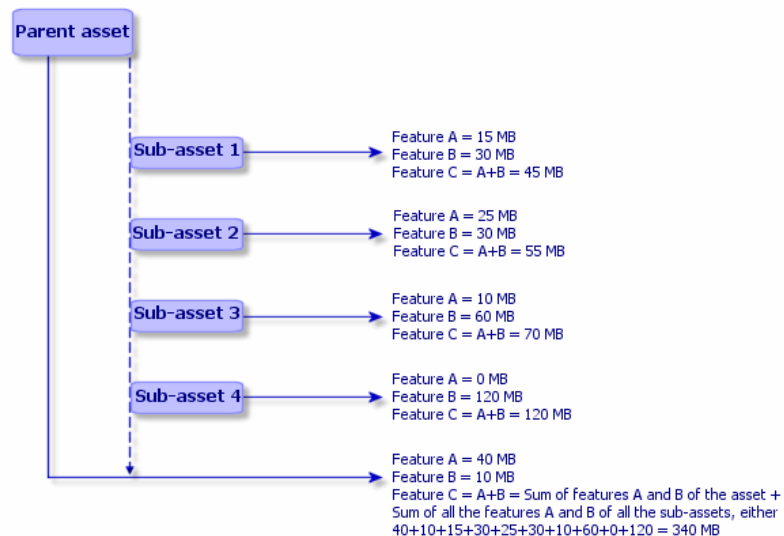 Parent asset
Sub-asset 1
Feature A = 15 MB
Feature B = 30 MB
Feature C = A+B = 45 MB
Sub-asset 2
Feature A = 25 MB
Feature B = 30 MB
Feature C = A+B = 55 MB
Sub-asset 3
Feature A = 10 MB
Feature B = 60 MB
Feature C = A+B = 70 MB
Sub-asset 4
Feature A = 0 MB
Feature B = 120 MB
Feature C = A+B = 120 MB
Feature A = 40 MB
Feature B = 10 MB
Feature C = A+B = Sum of features A and B of the asset +
Sum of all the features A and B of all the sub-assets, either
40+10+15+30+25+30+10+60+0+120 = 340 MB